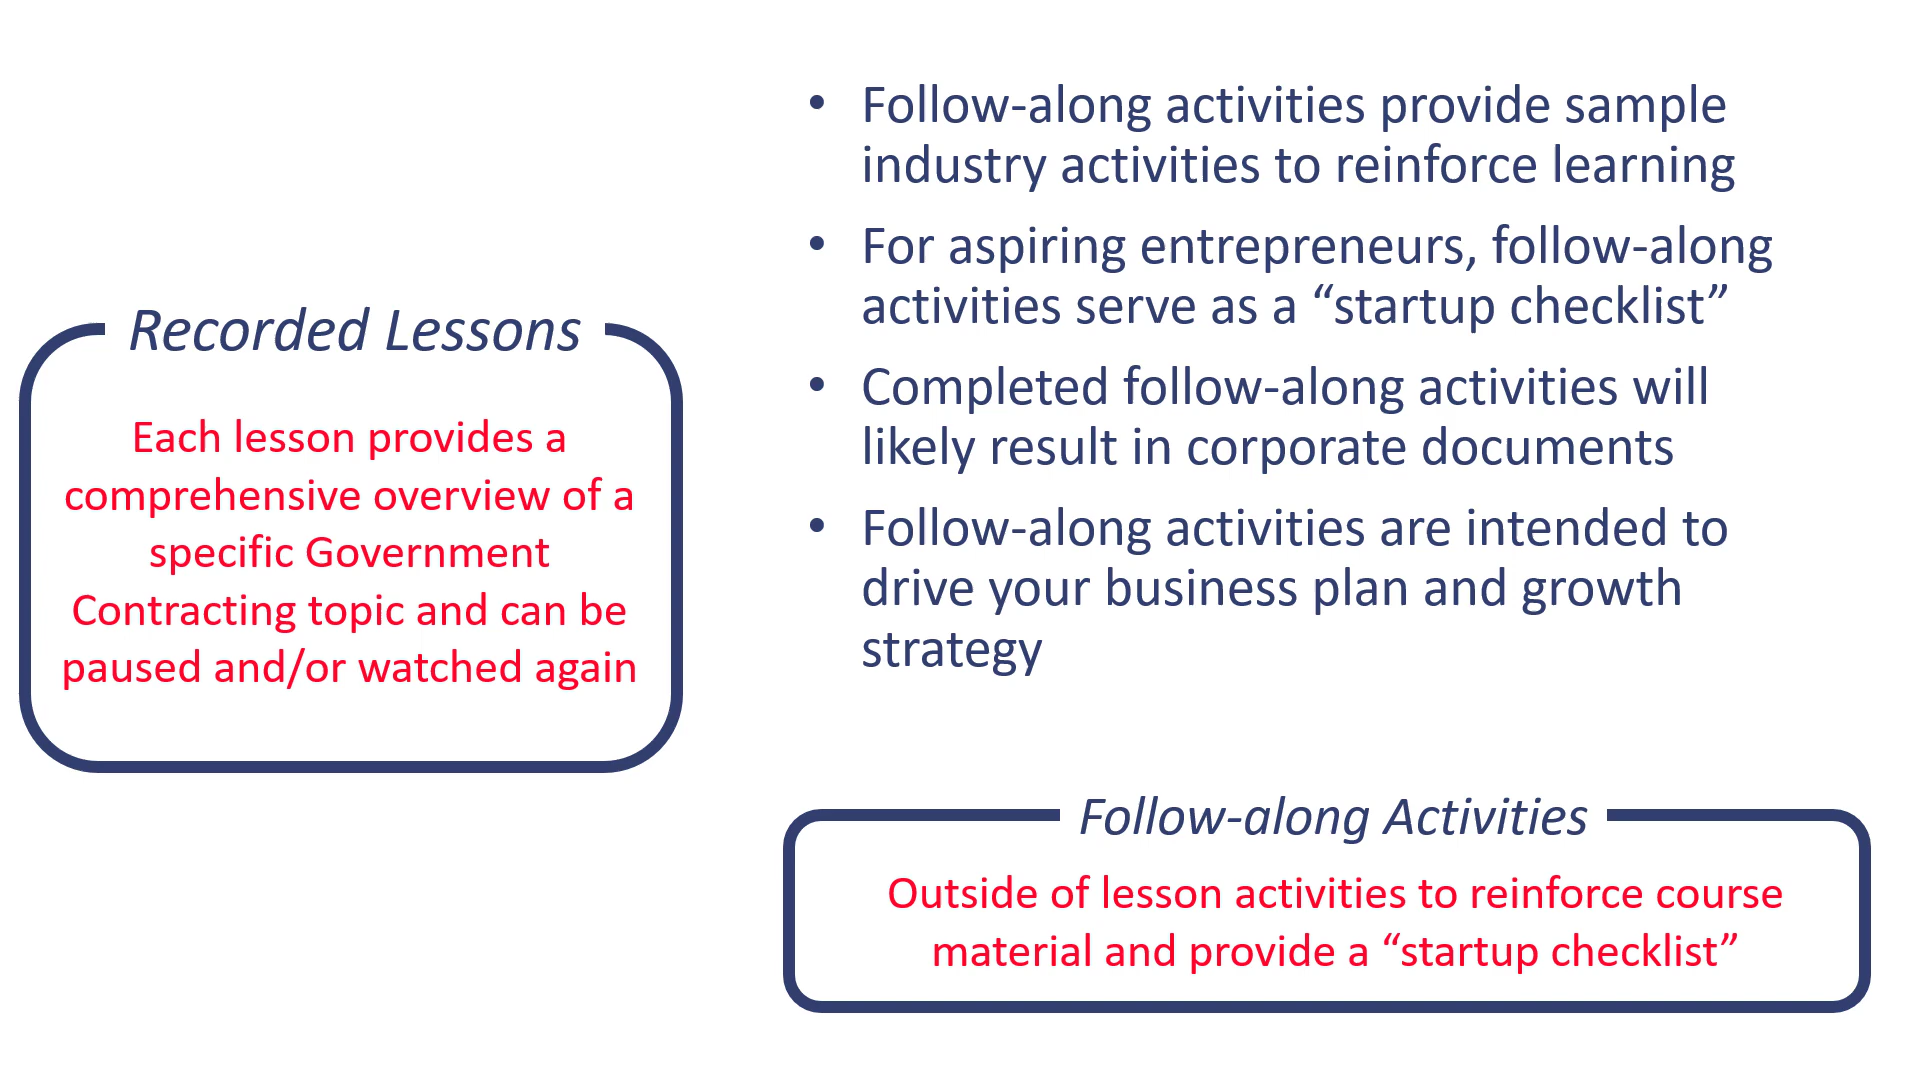 Recorded Lessons
Each lesson provides a
comprehensive overview of a
specific Government
Contracting topic and can be
paused and/or watched again
• Follow-along activities provide sample
industry activities to reinforce learning
• For aspiring entrepreneurs, follow-along
activities serve as a “startup checklist”
• Completed follow-along activities will
likely result in corporate documents
• Follow-along activities are intended to
drive your business plan and growth
strategy
Follow-along Activities
Outside of lesson activities to reinforce course
material and provide a “startup checklist”